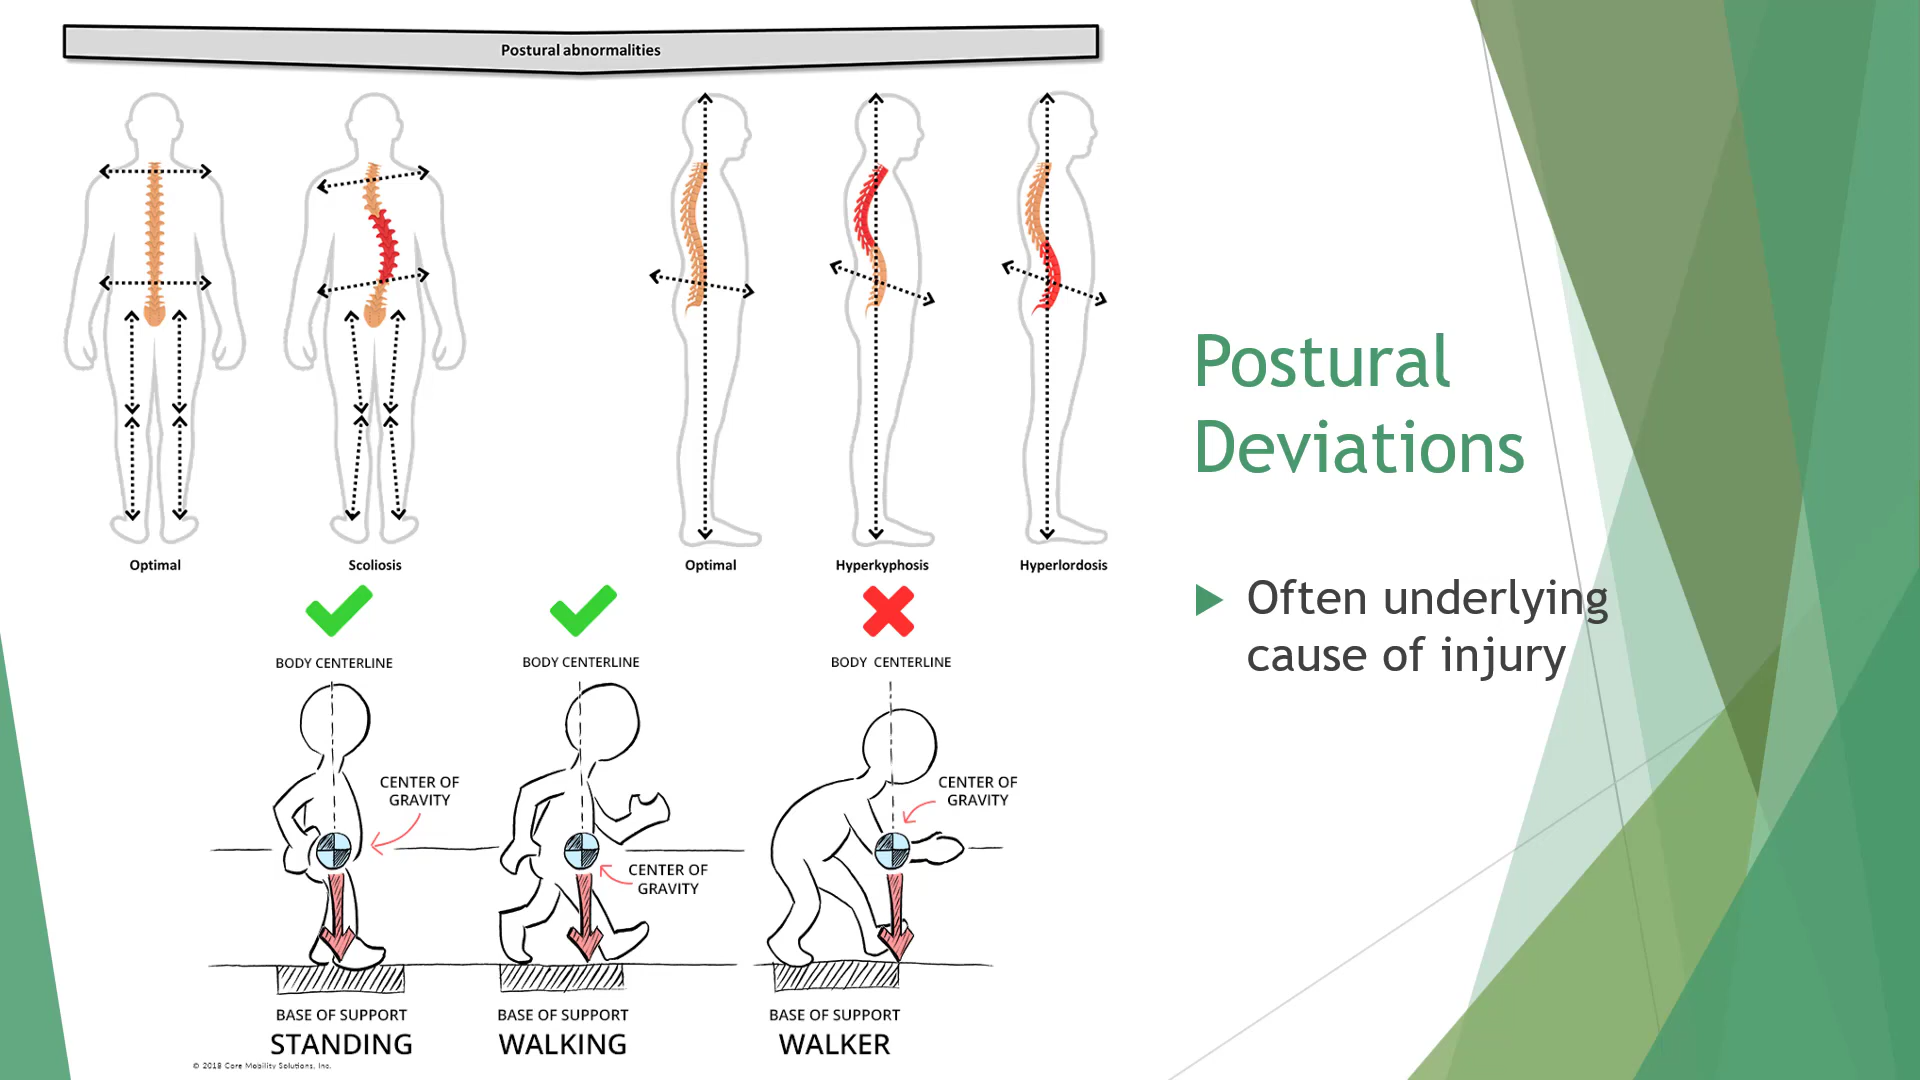 Postural abnormalities
Optimal
Scoliosis
Optimal
Hyperkyphosis
Hyperlordosis
BODY CENTERLINE
BODY CENTERLINE
BODY CENTERLINE
CENTER OF
GRAVITY
CENTER OF
GRAVITY
CENTER OF
GRAVITY
BASE OF SUPPORT
STANDING
BASE OF SUPPORT
WALKING
BASE OF SUPPORT
WALKER
© 2018 Core Mobility Solutions, Inc.
Postural
Deviations
Often underlying
cause of injury